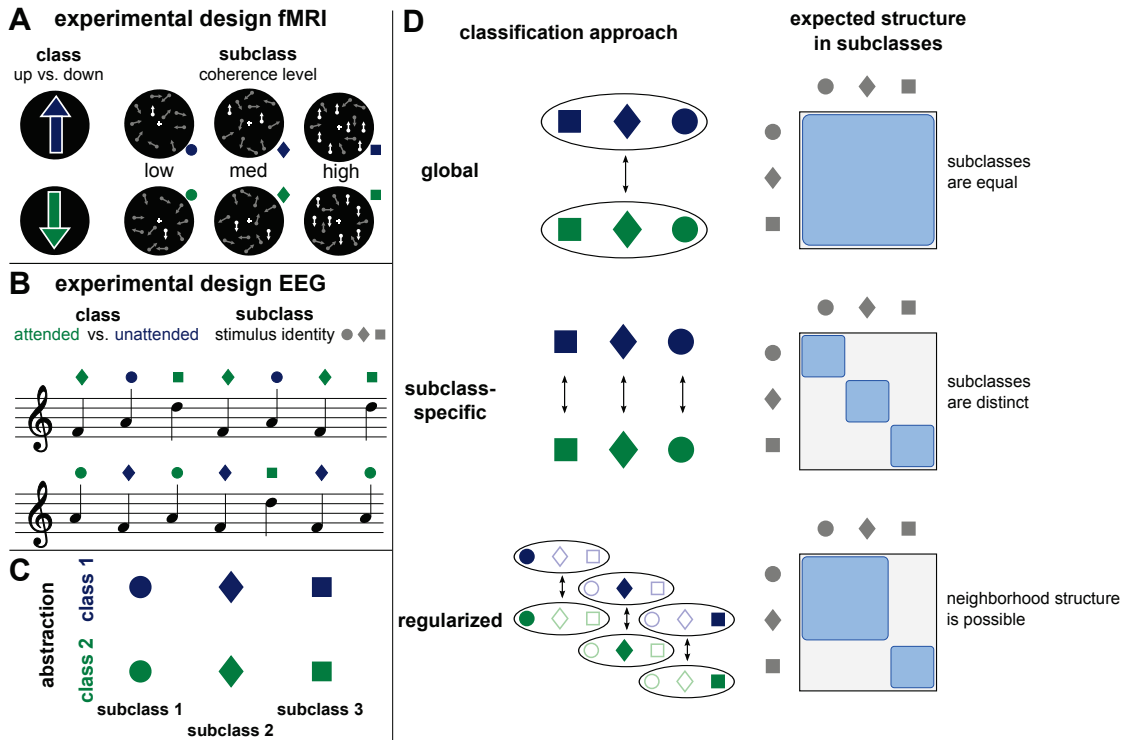 A
experimental design fMRI
class
up vs. down
subclass
coherence level
low
med
high
B
experimental design EEG
class
attended vs. unattended
subclass
stimulus identity
C
abstraction
class 1
class 2
subclass 1
subclass 2
subclass 3
D
classification approach
expected structure
in subclasses
global
subclasses
are equal
subclass-
specific
subclasses
are distinct
regularized
neighborhood structure
is possible